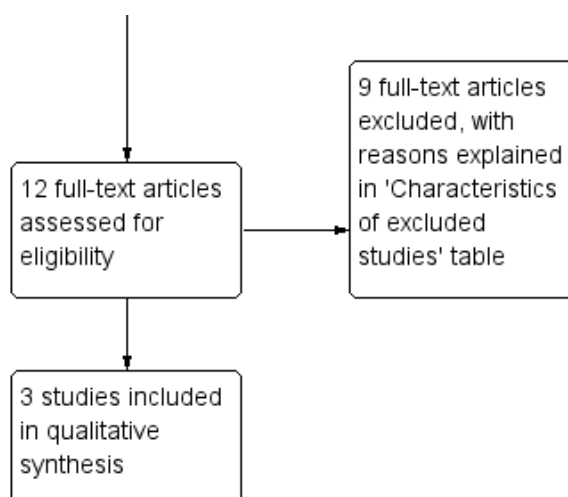 12 full-text articles
assessed for
eligibility
9 full-text articles
excluded, with
reasons explained
in 'Characteristics
of excluded
studies' table
3 studies included
in qualitative
synthesis